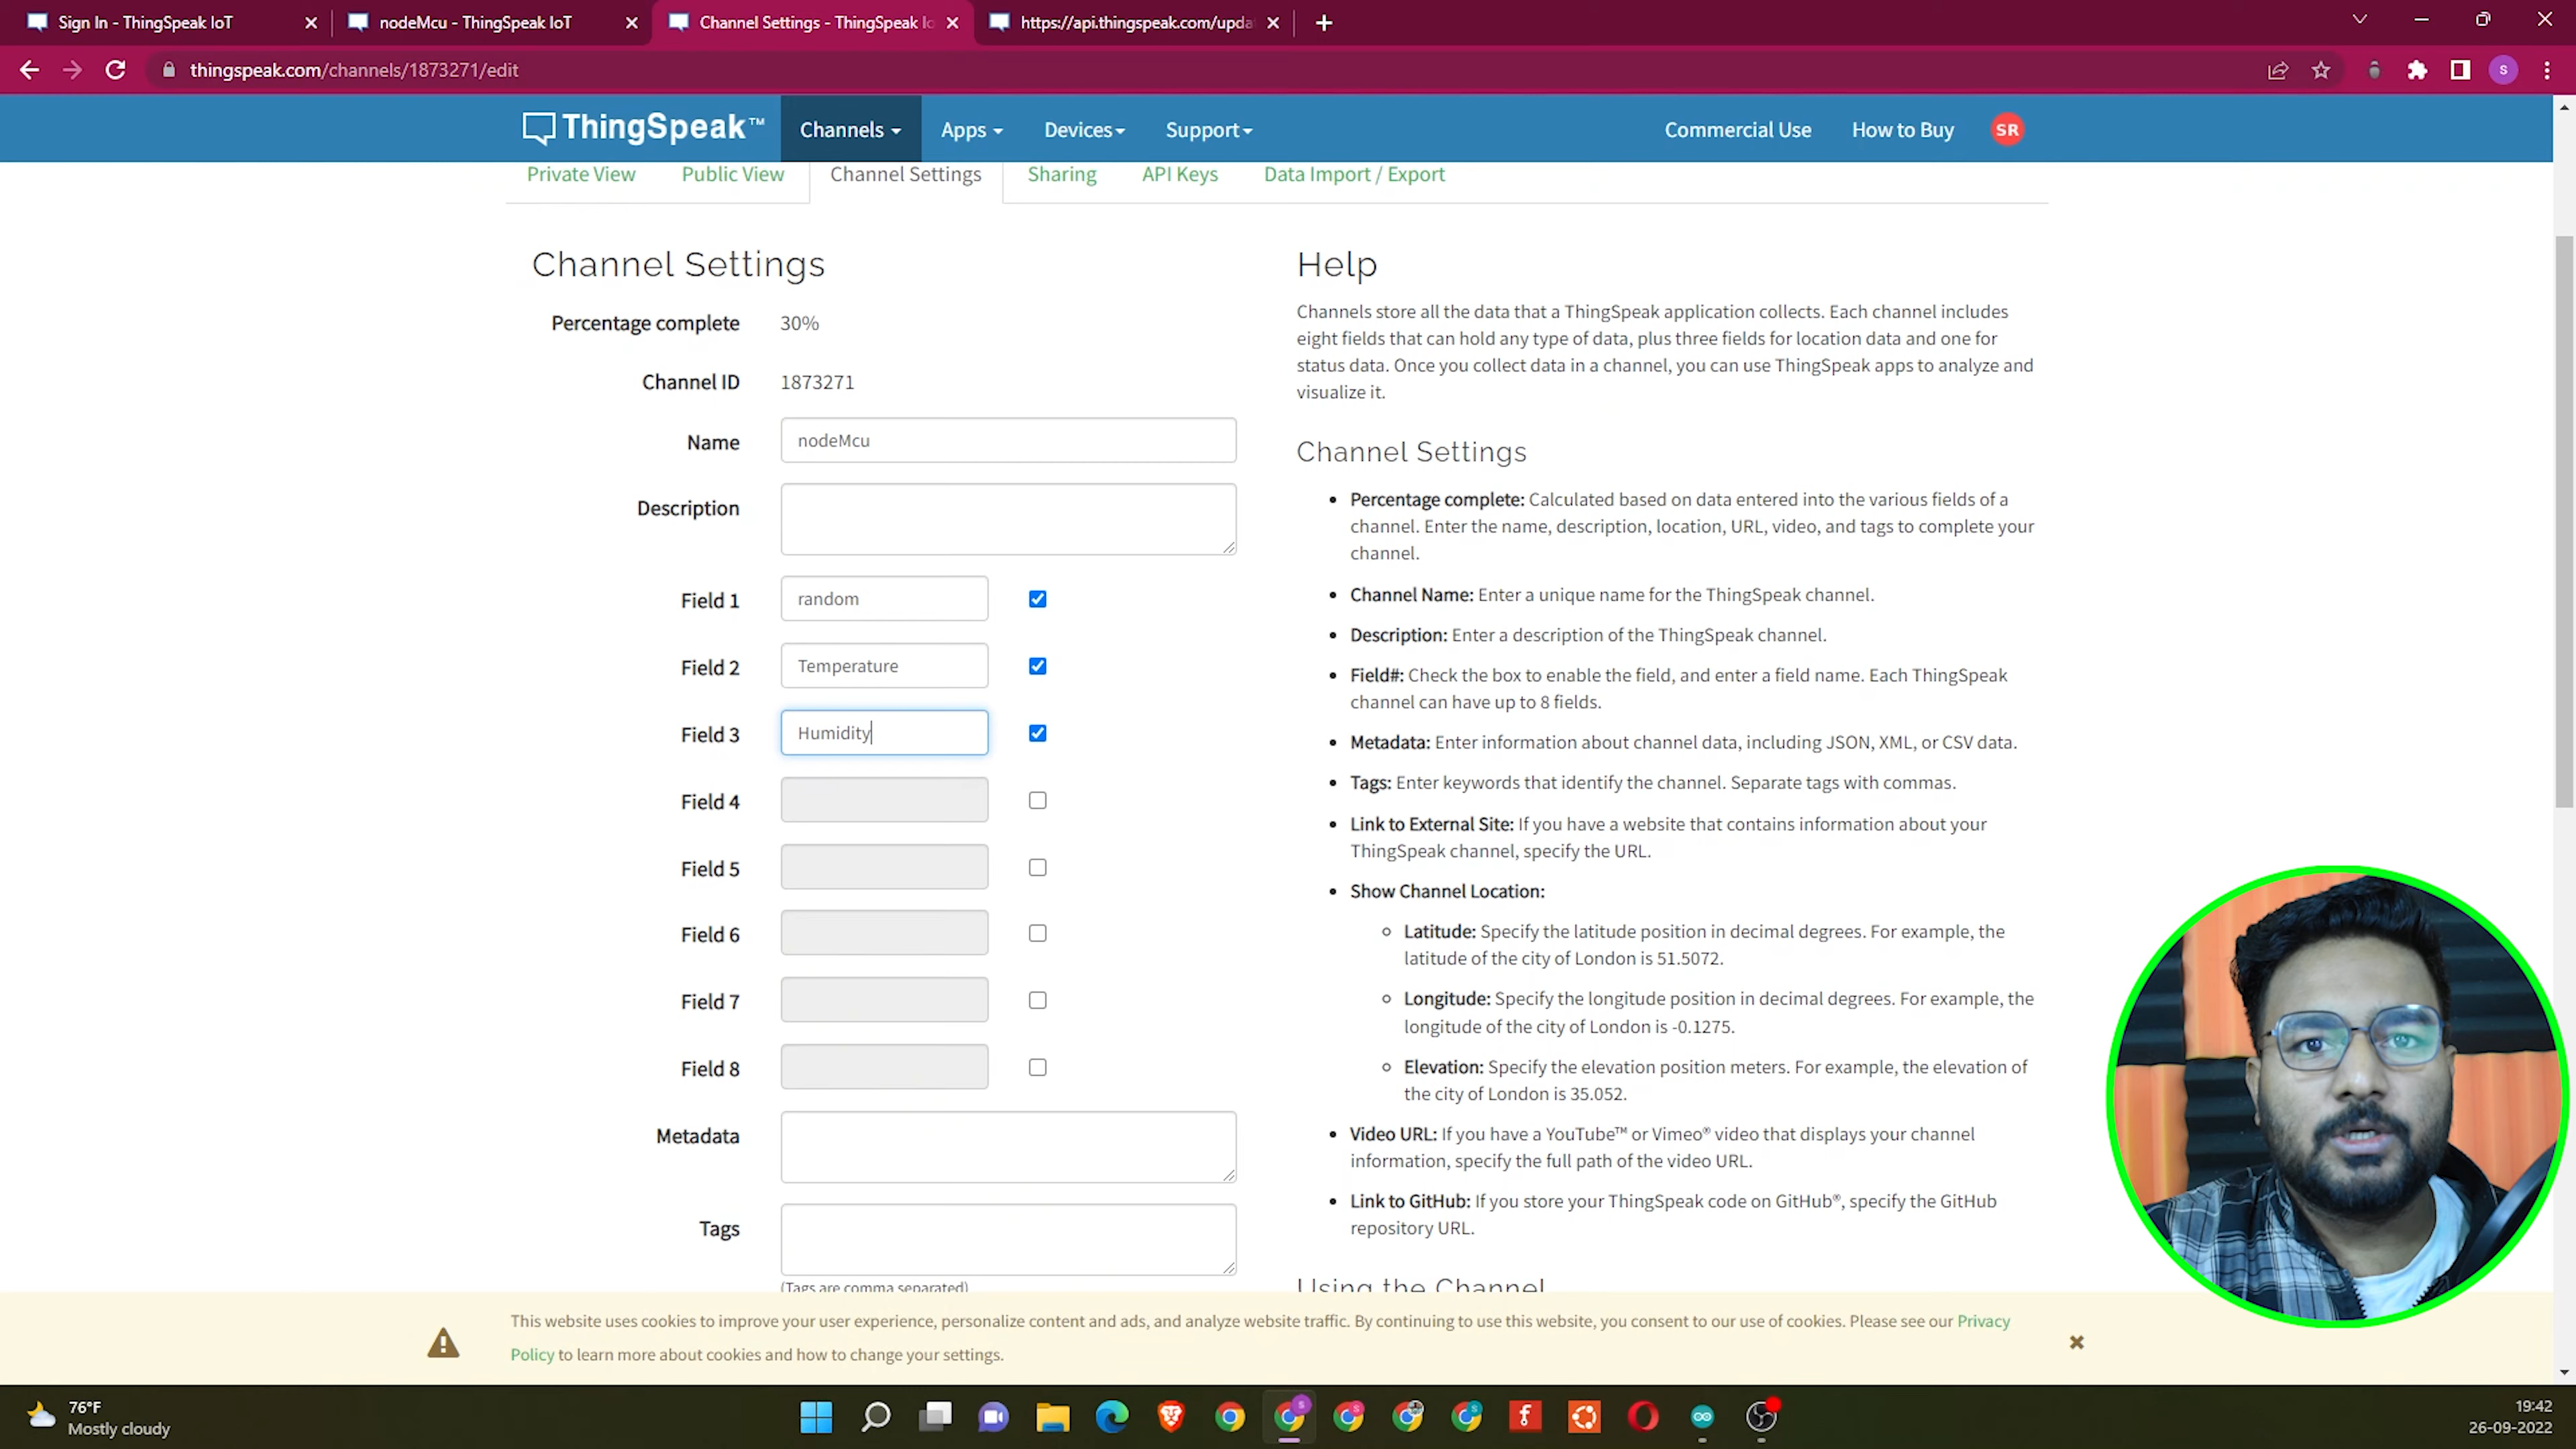 Sign In - ThingSpeak IoT
nodeMcu - ThingSpeak IoT
Channel Settings - ThingSpeak Io
https://api.thingspeak.com/upda
thingspeak.com/channels/1873271/edit
S
ThingSpeak™
Channels
Apps
Devices
Support
Commercial Use
How to Buy
SR
Private View
Public View
Channel Settings
Sharing
API Keys
Data Import / Export
Channel Settings
Percentage complete 30%
Channel ID 1873271
Name nodeMcu
Description
Field 1 random
Field 2 Temperature
Field 3 Humidity
Field 4
Field 5
Field 6
Field 7
Field 8
Metadata
Tags
(Tags are comma separated)
Help
Channels store all the data that a ThingSpeak application collects. Each channel includes
eight fields that can hold any type of data, plus three fields for location data and one for
status data. Once you collect data in a channel, you can use ThingSpeak apps to analyze and
visualize it.
Channel Settings
• Percentage complete: Calculated based on data entered into the various fields of a
channel. Enter the name, description, location, URL, video, and tags to complete your
channel.
• Channel Name: Enter a unique name for the ThingSpeak channel.
• Description: Enter a description of the ThingSpeak channel.
• Field#: Check the box to enable the field, and enter a field name. Each ThingSpeak
channel can have up to 8 fields.
• Metadata: Enter information about channel data, including JSON, XML, or CSV data.
• Tags: Enter keywords that identify the channel. Separate tags with commas.
• Link to External Site: If you have a website that contains information about your
ThingSpeak channel, specify the URL.
• Show Channel Location:
◦ Latitude: Specify the latitude position in decimal degrees. For example, the
latitude of the city of London is 51.5072.
◦ Longitude: Specify the longitude position in decimal degrees. For example, the
longitude of the city of London is -0.1275.
◦ Elevation: Specify the elevation position meters. For example, the elevation of
the city of London is 35.052.
• Video URL: If you have a YouTube™ or Vimeo® video that displays your channel
information, specify the full path of the video URL.
• Link to GitHub: If you store your ThingSpeak code on GitHub®, specify the GitHub
repository URL.
Using the Channel
This website uses cookies to improve your user experience, personalize content and ads, and analyze website traffic. By continuing to use this website, you consent to our use of cookies. Please see our Privacy
Policy to learn more about cookies and how to change your settings.
76°F
Mostly cloudy
19:42
26-09-2022